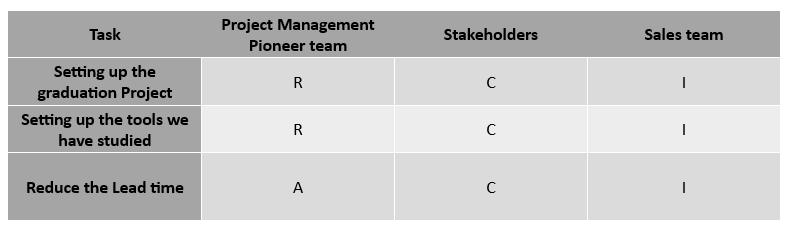 Task
Project Management
Pioneer team
Stakeholders
Sales team
Setting up the
graduation Project
R
C
I
Setting up the tools we
have studied
R
C
I
Reduce the Lead time
A
C
I